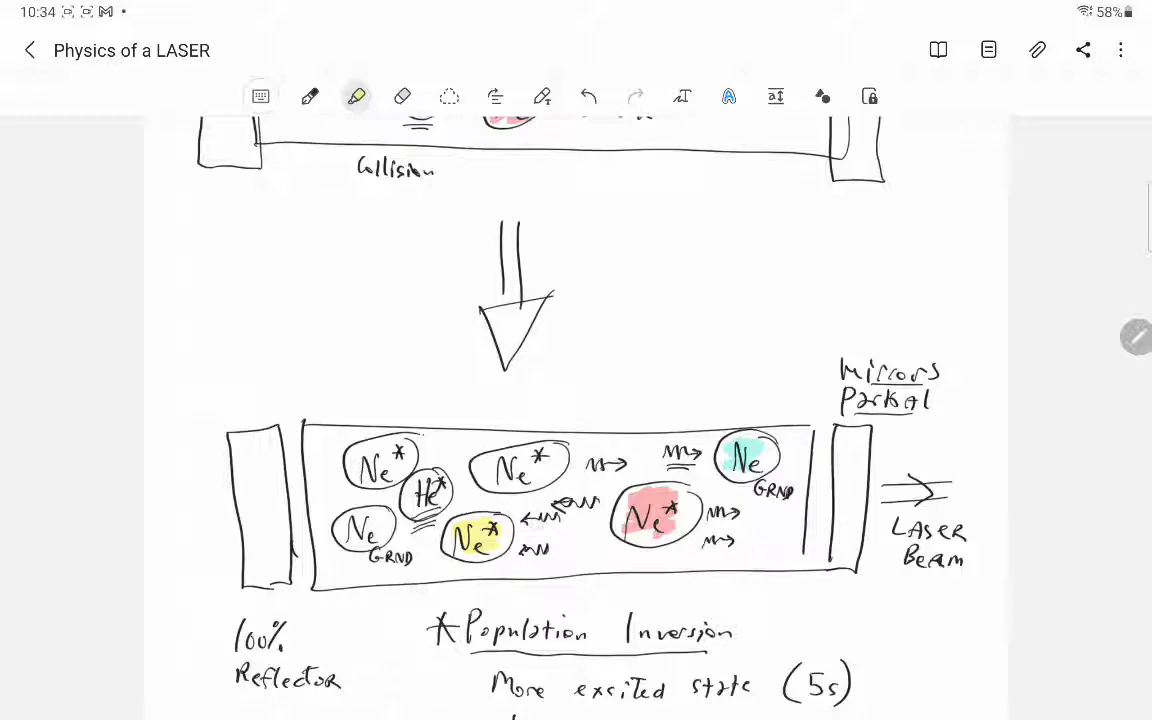 10:34
58%
Physics of a LASER
Collision
Mirrors
Partial
Ne* Ne* Ne
GRND
He*
Ne* 
Ne
GRND
Ne*
LASER
Beam
100%
Reflector
*Population Inversion
More excited state (5s)